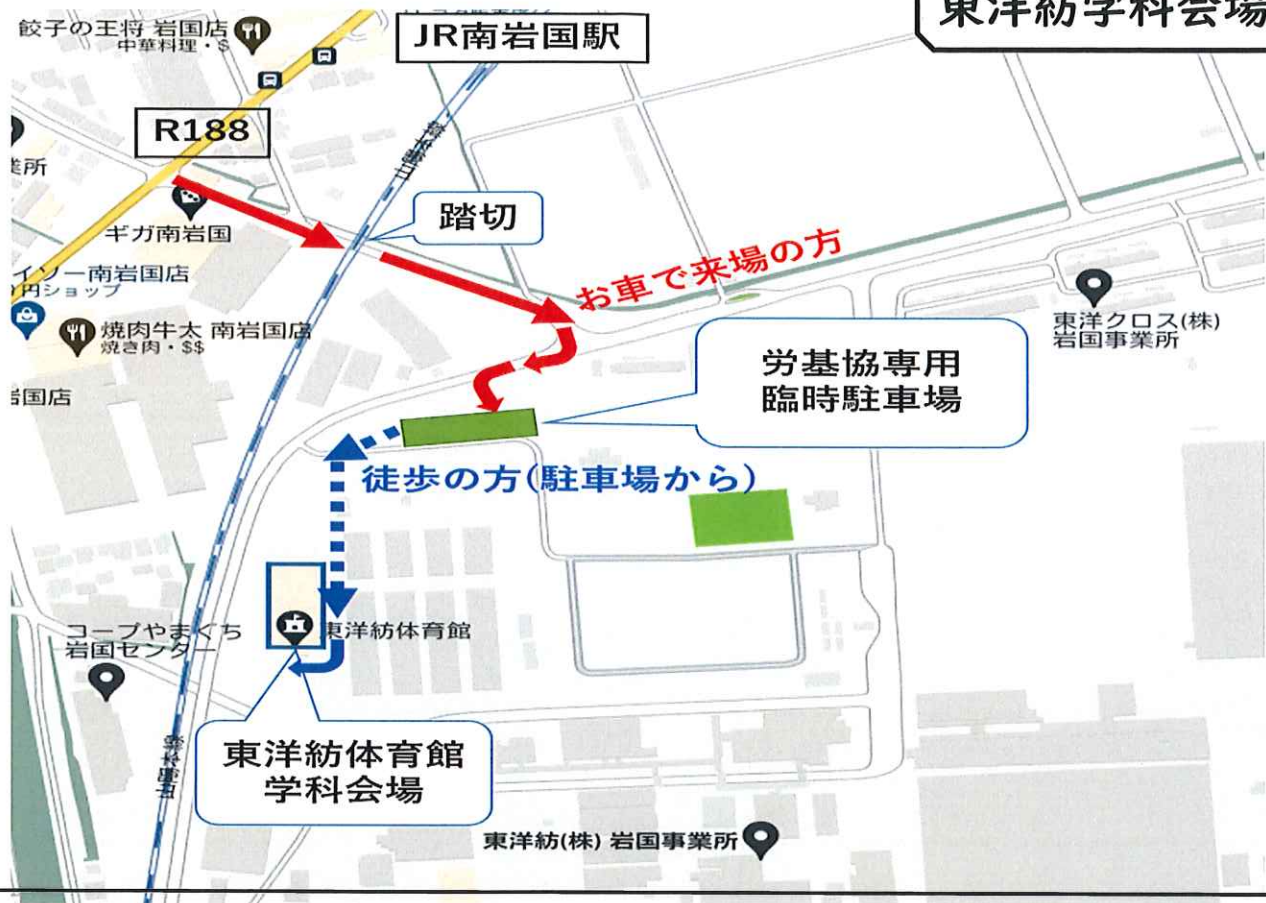 東洋紡学科会場
餃子の王将 岩国店
中華料理・$
JR南岩国駅
R188
業所
踏切
ギガ南岩国
お車で来場の方
イソー南岩国店
円ショップ
東洋クロス(株)
岩国事業所
焼肉牛太 南岩国店
焼き肉・$$
労基協専用
臨時駐車場
岩国店
徒歩の方(駐車場から)
コープやまぐち
岩国センター
東洋紡体育館
東洋紡体育館
学科会場
東洋紡(株) 岩国事業所